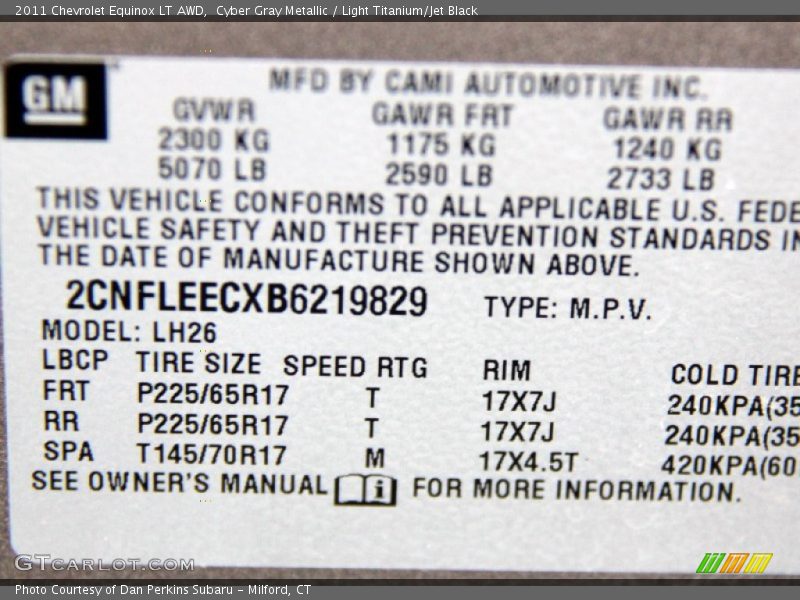 2011 Chevrolet Equinox LT AWD, Cyber Gray Metallic / Light Titanium/Jet Black
GM
MFD BY CAMI AUTOMOTIVE INC.
GVWR GAWR FRT GAWR RR
2300 KG 1175 KG 1240 KG
5070 LB 2590 LB 2733 LB
THIS VEHICLE CONFORMS TO ALL APPLICABLE U.S. FEDE
VEHICLE SAFETY AND THEFT PREVENTION STANDARDS IN
THE DATE OF MANUFACTURE SHOWN ABOVE.
2CNFLEECXB6219829 TYPE: M.P.V.
MODEL: LH26
LBCP TIRE SIZE SPEED RTG RIM COLD TIRE
FRT P225/65R17 T 17X7J 240KPA(35
RR P225/65R17 T 17X7J 240KPA(35
SPA T145/70R17 M 17X4.5T 420KPA(60
SEE OWNER'S MANUAL i FOR MORE INFORMATION.
GTCARLOT.COM
Photo Courtesy of Dan Perkins Subaru - Milford, CT